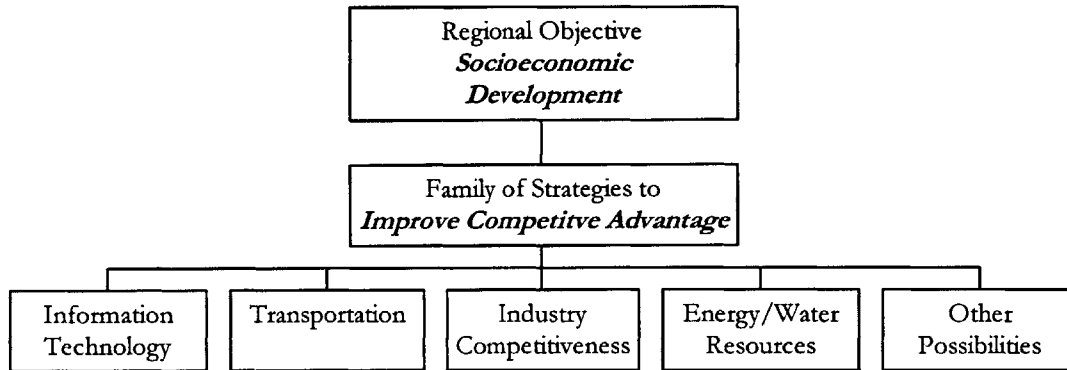 Regional Objective
Socioeconomic
Development
Family of Strategies to
Improve Competitve Advantage
Information
Technology
Transportation
Industry
Competitiveness
Energy/Water
Resources
Other
Possibilities